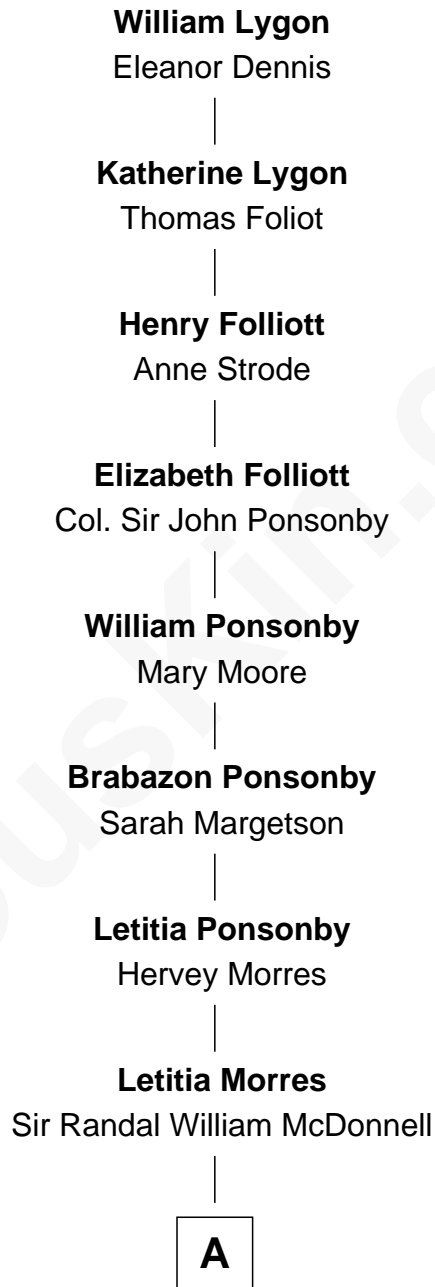 William Lygon
Eleanor Dennis
Katherine Lygon
Thomas Foliot
Henry Folliott
Anne Strode
Elizabeth Folliott
Col. Sir John Ponsonby
William Ponsonby
Mary Moore
Brabazon Ponsonby
Sarah Margetson
Letitia Ponsonby
Hervey Morres
Letitia Morres
Sir Randal William McDonnell
A